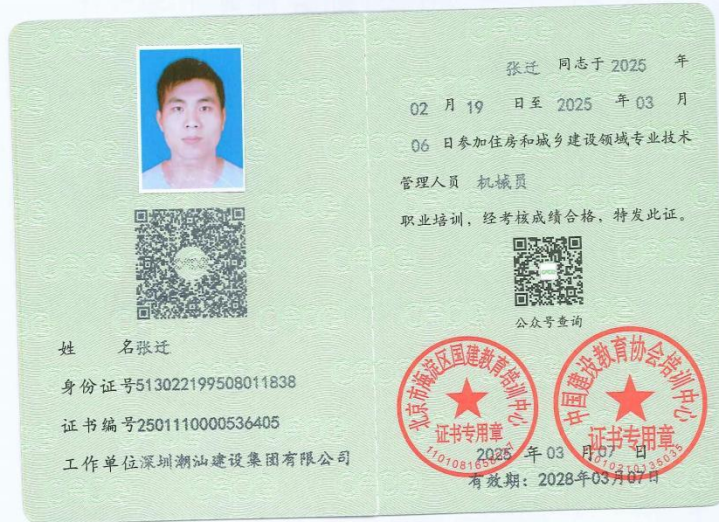 姓 名张迁
身份证号513022199508011838
证书编号2501110000536405
工作单位深圳潮汕建设集团有限公司
张迁 同志于 2025 年
02 月 19 日至 2025 年 03 月
06 日参加住房和城乡建设领域专业技术
管理人员 机械员
职业培训，经考核成绩合格，特发此证。
公众号查询
北京市海淀区国建教育培训中心
证书专用章
中国建设教育协会培训中心
证书专用章
2025 年 03 月 07 日
有效期：2028年03月07日